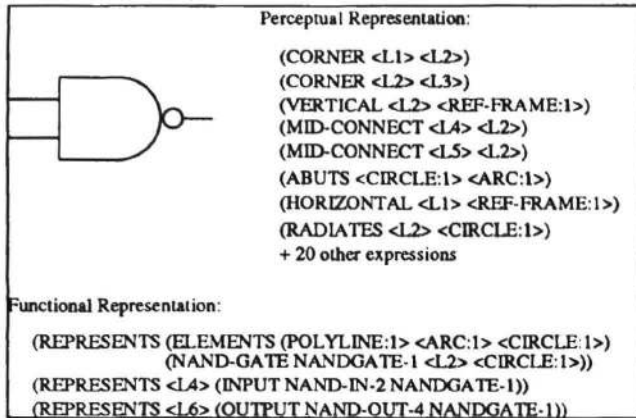 Perceptual Representation:
(CORNER <L1> <L2>)
(CORNER <L2> <L3>)
(VERTICAL <L2> <REF-FRAME:1>)
(MID-CONNECT <L4> <L2>)
(MID-CONNECT <L5> <L2>)
(ABUTS <CIRCLE:1> <ARC:1>)
(HORIZONTAL <L1> <REF-FRAME:1>)
(RADIATES <L2> <CIRCLE:1>)
+ 20 other expressions
Functional Representation:
(REPRESENTS (ELEMENTS (POLYLINE:1> <ARC:1> <CIRCLE:1>)
(NAND-GATE NANDGATE-1 <L2> <CIRCLE:1>))
(REPRESENTS <L4> (INPUT NAND-IN-2 NANDGATE-1))
(REPRESENTS <L6> (OUTPUT NAND-OUT-4 NANDGATE-1))